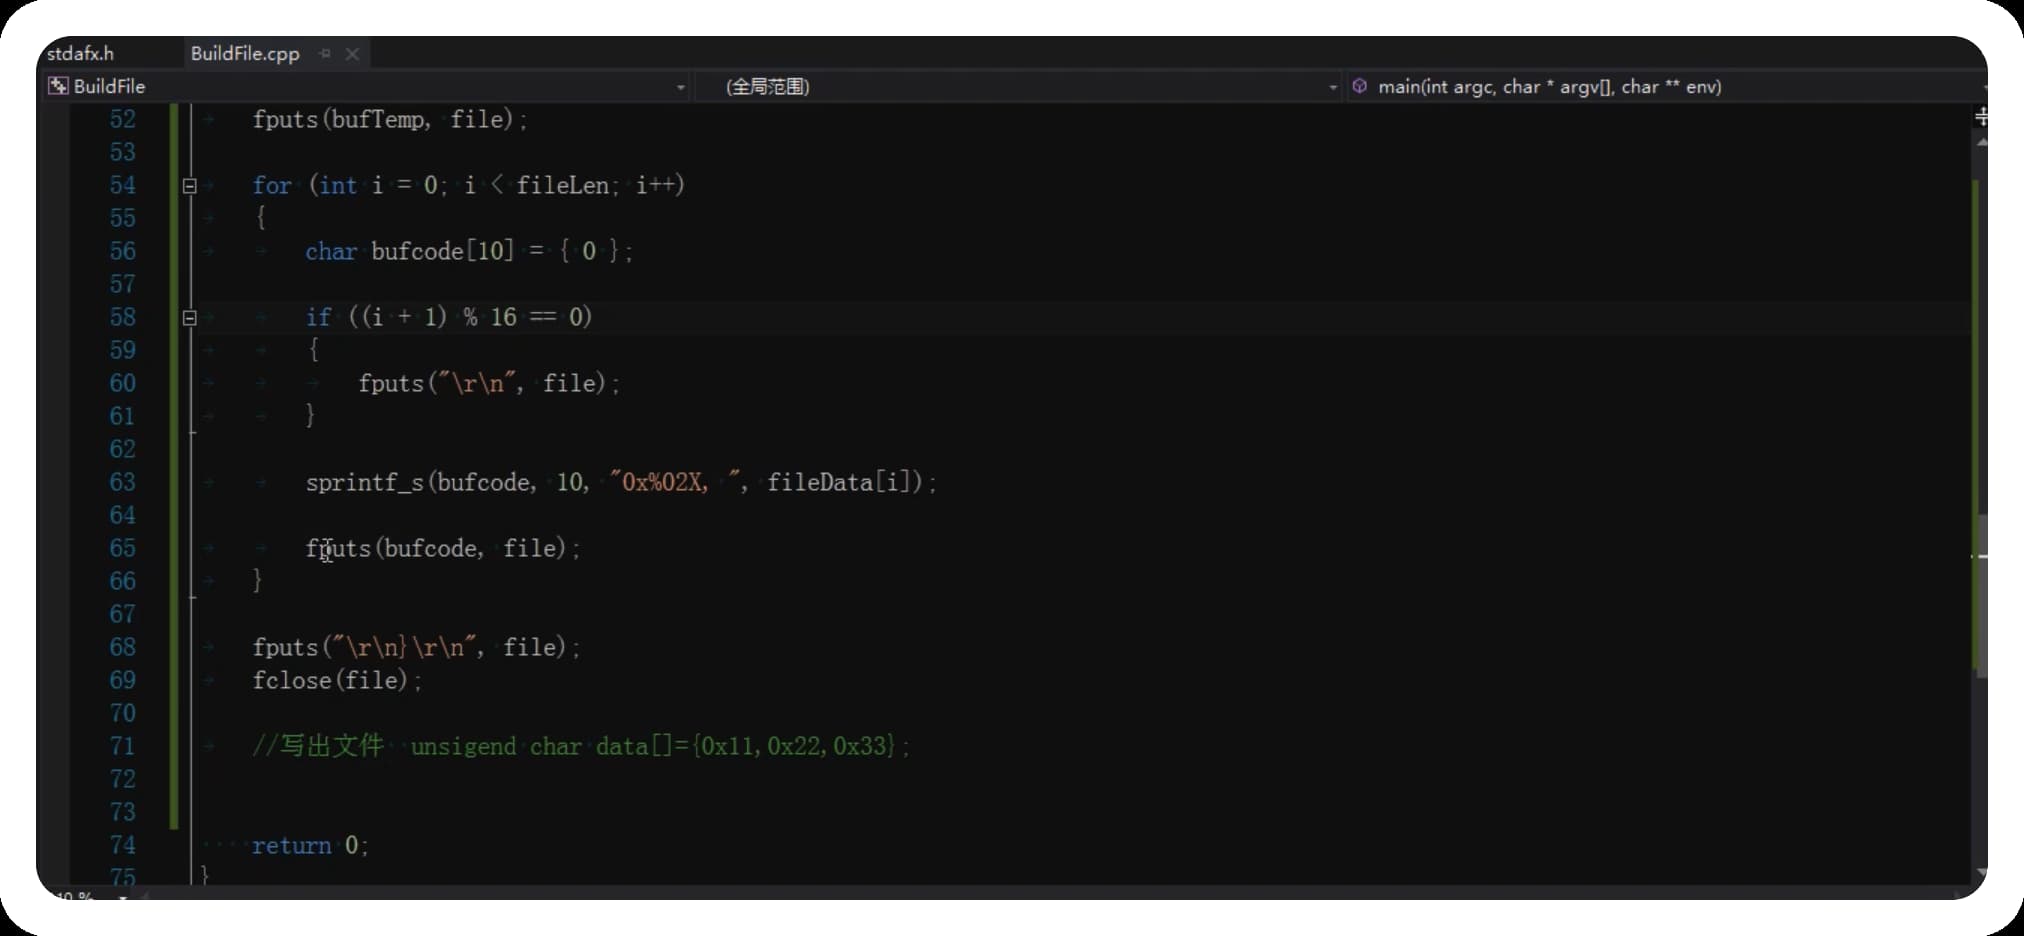 stdafx.h
BuildFile.cpp
BuildFile
(全局范围)
main(int argc, char * argv[], char ** env)
52 fputs(bufTemp, file);
53
54 for (int i = 0; i < fileLen; i++)
55 {
56 char bufcode[10] = { 0 };
57
58 if ((i + 1) % 16 == 0)
59 {
60 fputs("\r\n", file);
61 }
62
63 sprintf_s(bufcode, 10, "0x%02X, ", fileData[i]);
64
65 fputs(bufcode, file);
66 }
67
68 fputs("\r\n}\r\n", file);
69 fclose(file);
70
71 //写出文件 unsigend char data[]={0x11,0x22,0x33};
72
73
74 return 0;
75 }